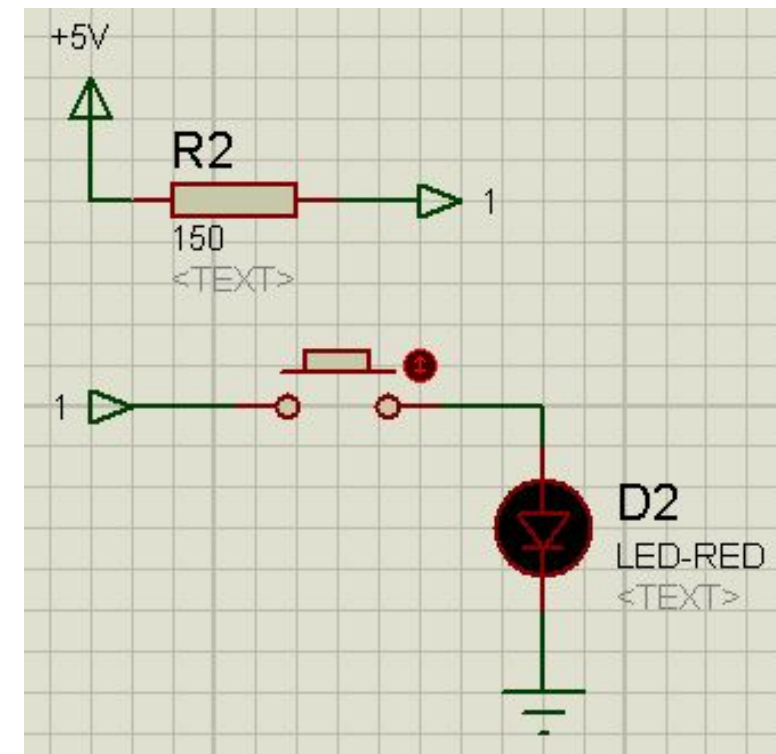 +5V
R2
1
150
<TEXT>
1
D2
LED-RED
<TEXT>